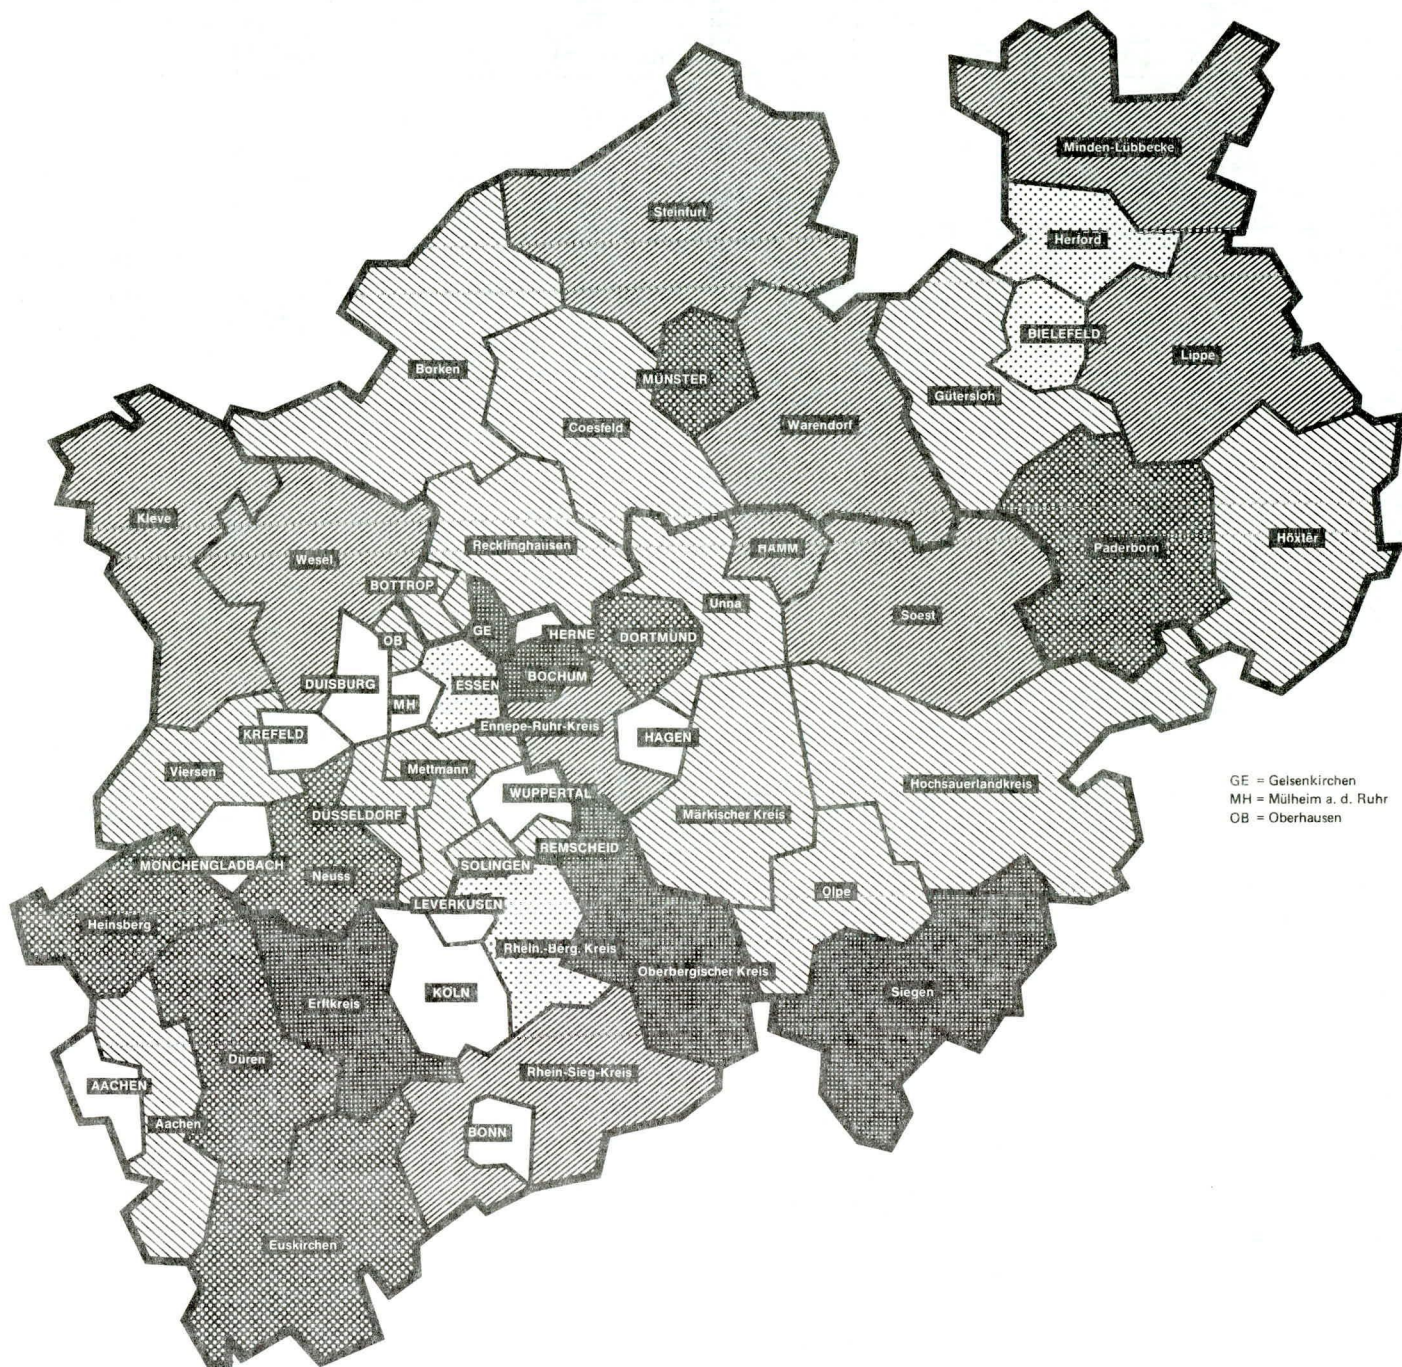 Minden-Lübbecke
Steinfurt
Herford
BIELEFELD
Lippe
Borken
MÜNSTER
Gütersloh
Coesfeld
Warendorf
Kleve
Wesel
Recklinghausen
HAMM
Paderborn
Höxter
BOTTROP
Unna
Soest
GE
HERNE
DORTMUND
OB
BOCHUM
DUISBURG
ESSEN
MH
Ennepe-Ruhr-Kreis
KREFELD
HAGEN
Viersen
Mettmann
Hochsauerlandkreis
WUPPERTAL
DÜSSELDORF
Märkischer Kreis
REMSCHEID
MÖNCHENGLADBACH
SOLINGEN
Neuss
Olpe
LEVERKUSEN
Heinsberg
Rhein.-Berg. Kreis
Oberbergischer Kreis
Erftkreis
KÖLN
Siegen
Düren
Rhein-Sieg-Kreis
AACHEN
Aachen
BONN
Euskirchen
GE = Gelsenkirchen
MH = Mülheim a. d. Ruhr
OB = Oberhausen